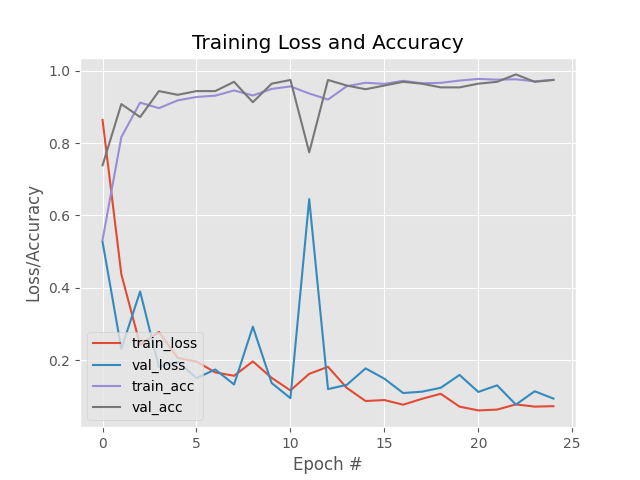 Training Loss and Accuracy
1.0
0.8
0.6
0.4
0.2
Loss/Accuracy
train_loss
val_loss
train_acc
val_acc
0 5 10 15 20 25
Epoch #